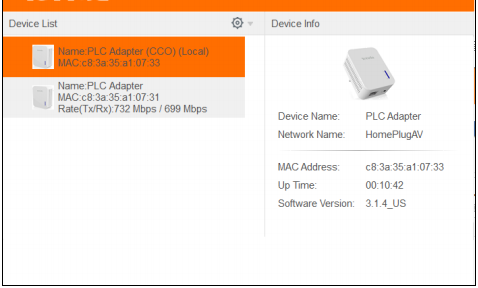 Device List
Device Info
Name:PLC Adapter (CCO) (Local)
MAC:c8:3a:35:a1:07:33
Name:PLC Adapter
MAC:c8:3a:35:a1:07:31
Rate(Tx/Rx):732 Mbps / 699 Mbps
Device Name: PLC Adapter
Network Name: HomePlugAV
MAC Address: c8:3a:35:a1:07:33
Up Time: 00:10:42
Software Version: 3.1.4_US